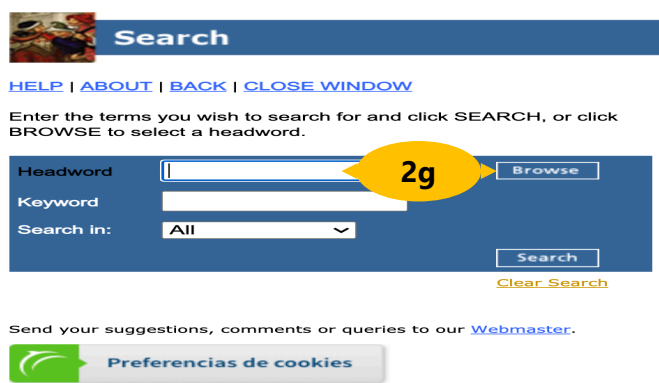 Search
HELP | ABOUT | BACK | CLOSE WINDOW
Enter the terms you wish to search for and click SEARCH, or click
BROWSE to select a headword.
Headword 2g Browse
Keyword
Search in: All
Search
Clear Search
Send your suggestions, comments or queries to our Webmaster.
Preferencias de cookies